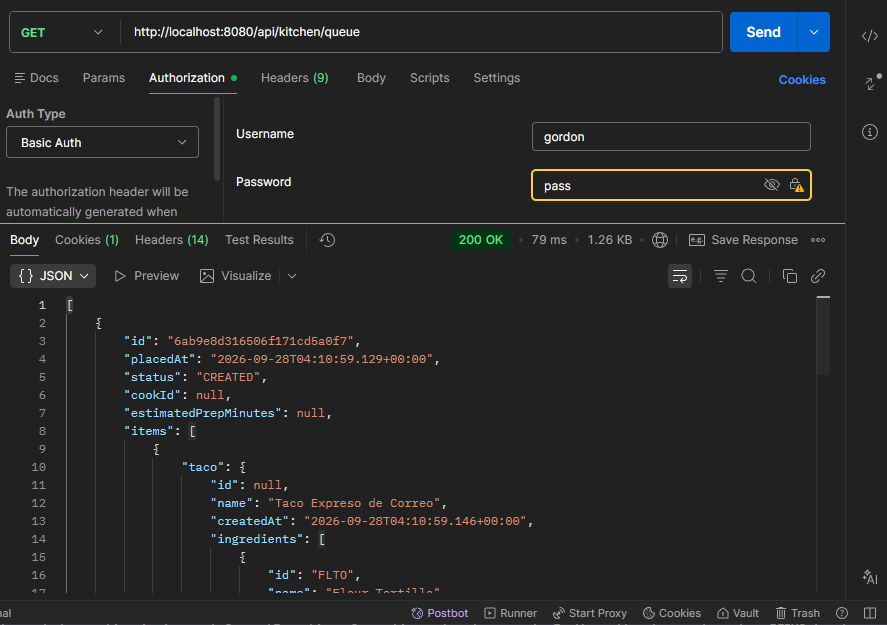 GET http://localhost:8080/api/kitchen/queue Send
Docs Params Authorization Headers (9) Body Scripts Settings Cookies
Auth Type
Basic Auth
The authorization header will be
automatically generated when
Username gordon
Password pass
Body Cookies (1) Headers (14) Test Results 200 OK • 79 ms • 1.26 KB • Save Response
{} JSON Preview Visualize
1 [
2 {
3 "id": "6ab9e8d316506f171cd5a0f7",
4 "placedAt": "2026-09-28T04:10:59.129+00:00",
5 "status": "CREATED",
6 "cookId": null,
7 "estimatedPrepMinutes": null,
8 "items": [
9 {
10 "taco": {
11 "id": null,
12 "name": "Taco Expreso de Correo",
13 "createdAt": "2026-09-28T04:10:59.146+00:00",
14 "ingredients": [
15 {
16 "id": "FLTO",
17 "name": "Flour Tortilla"
Postbot Runner Start Proxy Cookies Vault Trash